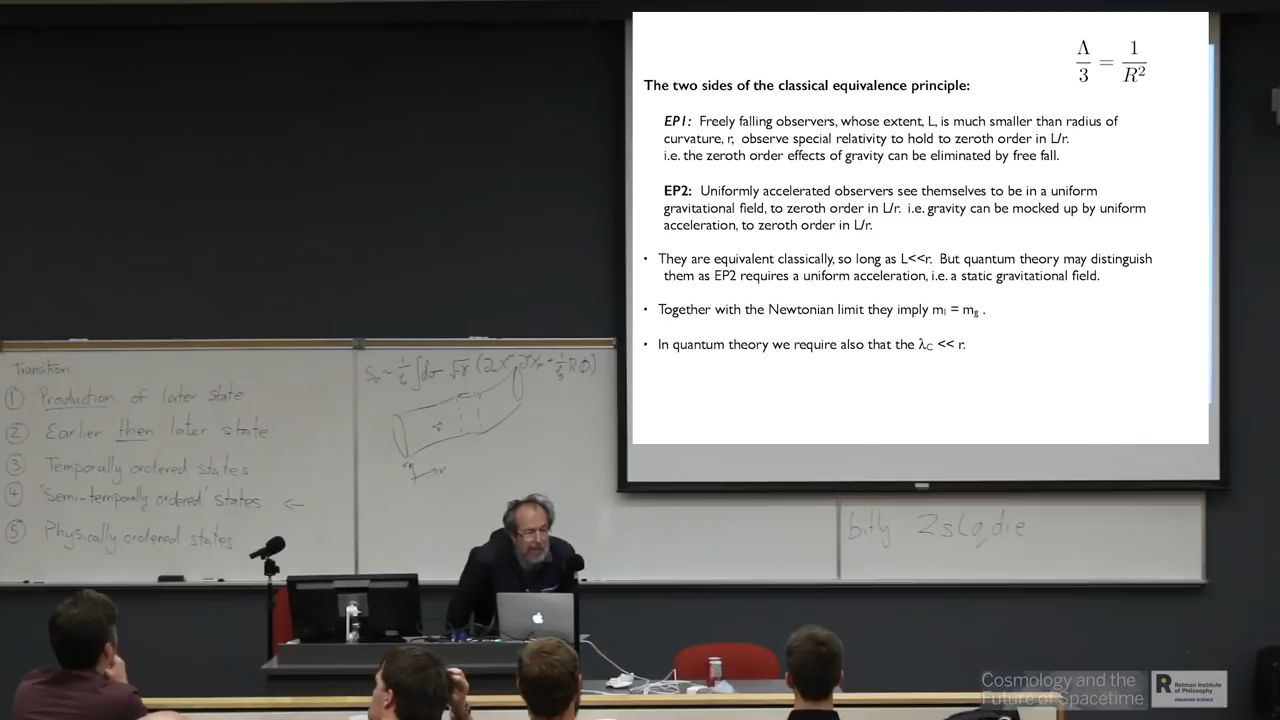 Λ/3 = 1/R²
The two sides of the classical equivalence principle:
EP1: Freely falling observers, whose extent, L, is much smaller than radius of
curvature, r, observe special relativity to hold to zeroth order in L/r.
i.e. the zeroth order effects of gravity can be eliminated by free fall.
EP2: Uniformly accelerated observers see themselves to be in a uniform
gravitational field, to zeroth order in L/r. i.e. gravity can be mocked up by uniform
acceleration, to zeroth order in L/r.
• They are equivalent classically, so long as L<<r. But quantum theory may distinguish
them as EP2 requires a uniform acceleration, i.e. a static gravitational field.
• Together with the Newtonian limit they imply mI = mg .
• In quantum theory we require also that the λC << r.
Transition
① Production of later state
② Earlier then later state
③ Temporally ordered states
④ "Semi-temporally ordered" states ←
⑤ Physically ordered states
bitly 2slqdie
Cosmology and the
Future of Spacetime
R
Rotman Institute
of Philosophy
ENGAGING SCIENCE